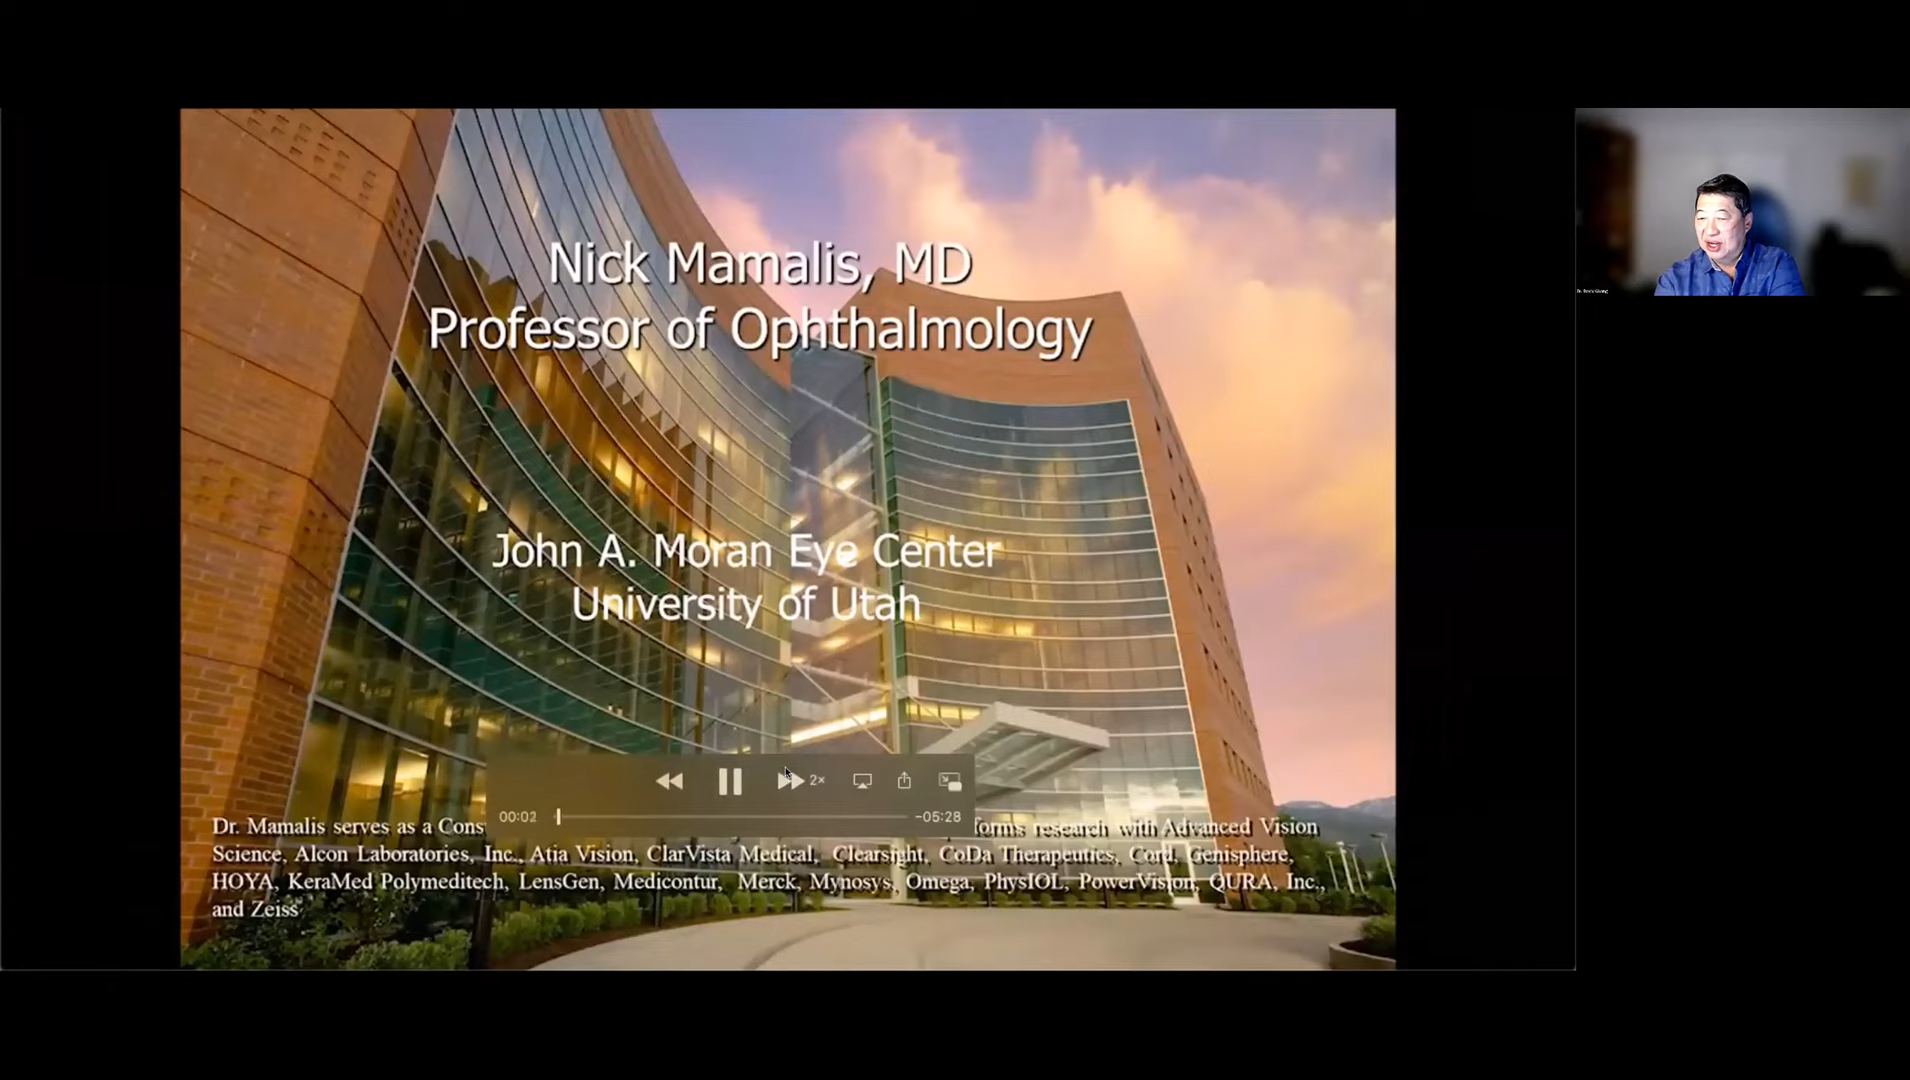 Nick Mamalis, MD
Professor of Ophthalmology
John A. Moran Eye Center
University of Utah
2×
00:02
-05:28
Dr. Mamalis serves as a Cons
forms research with Advanced Vision
Science, Alcon Laboratories, Inc., Atia Vision, ClarVista Medical, Clearsight, CoDa Therapeutics, Cord, Genisphere,
HOYA, KeraMed Polymeditech, LensGen, Medicontur, Merck, Mynosys, Omega, PhysIOL, PowerVision, QURA, Inc.,
and Zeiss